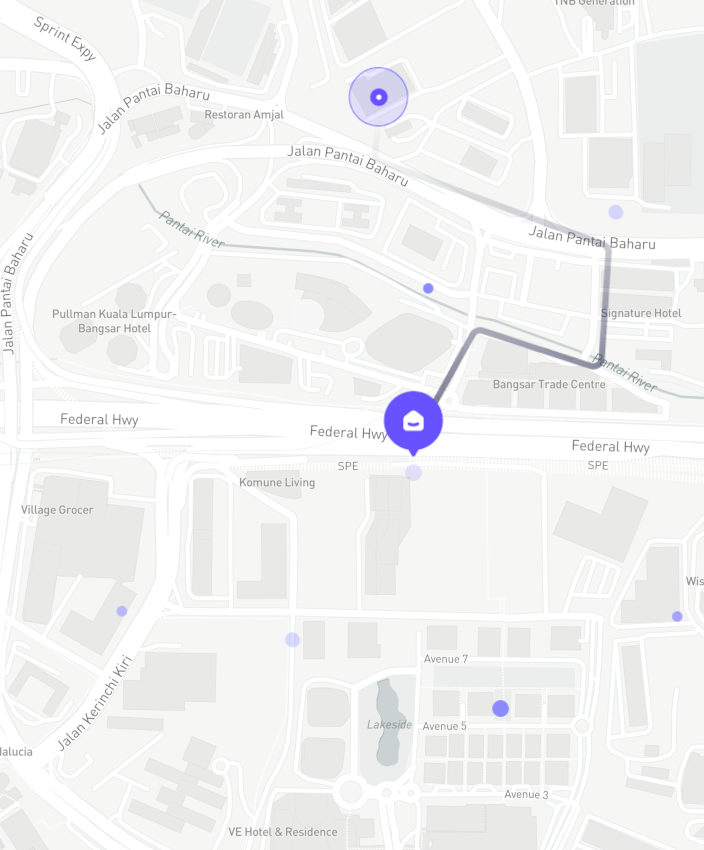 TNB Generation
Sprint Expy
Jalan Pantai Baharu
Restoran Amjal
Jalan Pantai Baharu
Pantai River
Jalan Pantai Baharu
Jalan Pantai Baharu
Pullman Kuala Lumpur-
Bangsar Hotel
Signature Hotel
Pantai River
Bangsar Trade Centre
Federal Hwy
Federal Hwy
Federal Hwy
SPE
SPE
Komune Living
Village Grocer
Wis
Avenue 7
Jalan Kerinchi Kiri
Lakeside
Avenue 5
alucia
Avenue 3
VE Hotel & Residence